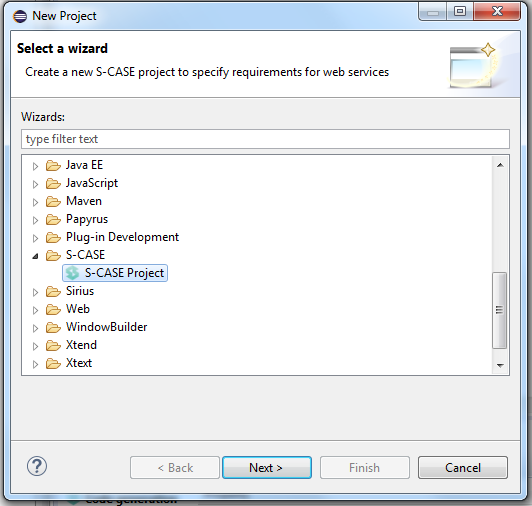 New Project
Select a wizard
Create a new S-CASE project to specify requirements for web services
Wizards:
type filter text
Java EE
JavaScript
Maven
Papyrus
Plug-in Development
S-CASE
S-CASE Project
Sirius
Web
WindowBuilder
Xtend
Xtext
< Back
Next >
Finish
Cancel
code generation